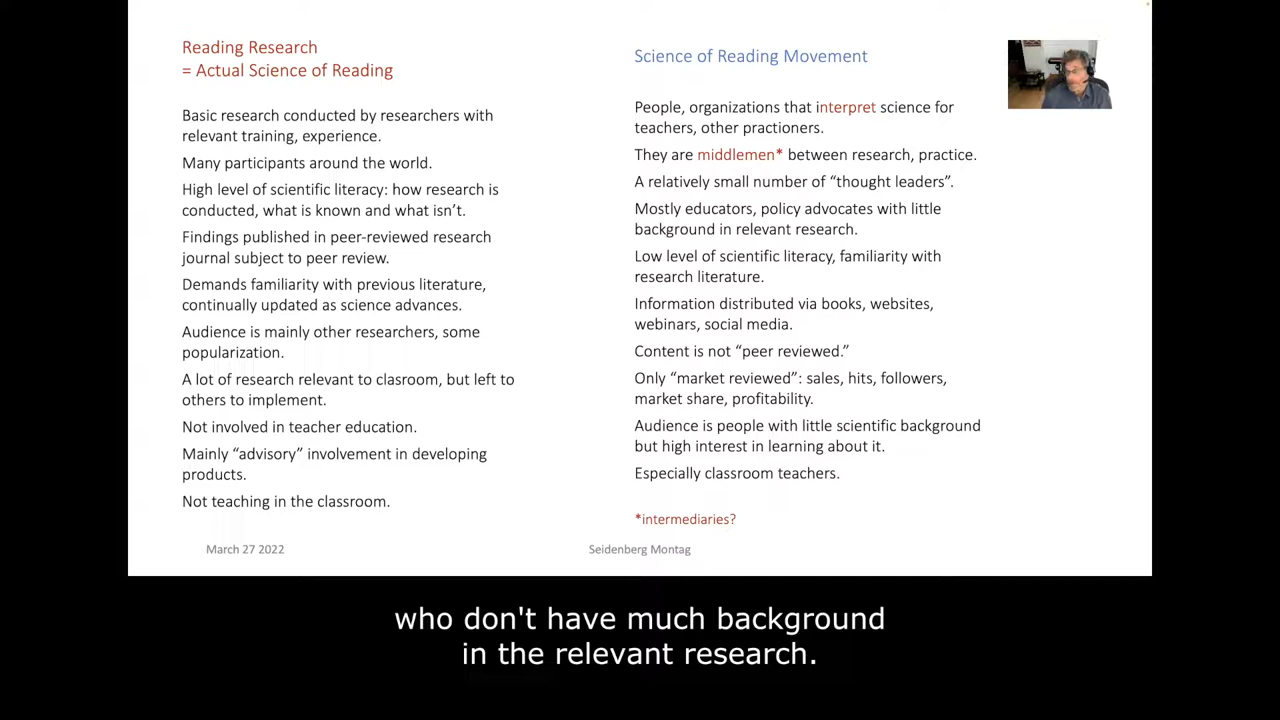 Reading Research
= Actual Science of Reading
Basic research conducted by researchers with
relevant training, experience.
Many participants around the world.
High level of scientific literacy: how research is
conducted, what is known and what isn’t.
Findings published in peer-reviewed research
journal subject to peer review.
Demands familiarity with previous literature,
continually updated as science advances.
Audience is mainly other researchers, some
popularization.
A lot of research relevant to clasroom, but left to
others to implement.
Not involved in teacher education.
Mainly “advisory” involvement in developing
products.
Not teaching in the classroom.
Science of Reading Movement
People, organizations that interpret science for
teachers, other practioners.
They are middlemen* between research, practice.
A relatively small number of “thought leaders”.
Mostly educators, policy advocates with little
background in relevant research.
Low level of scientific literacy, familiarity with
research literature.
Information distributed via books, websites,
webinars, social media.
Content is not “peer reviewed.”
Only “market reviewed”: sales, hits, followers,
market share, profitability.
Audience is people with little scientific background
but high interest in learning about it.
Especially classroom teachers.
*intermediaries?
March 27 2022
Seidenberg Montag
who don't have much background
in the relevant research.